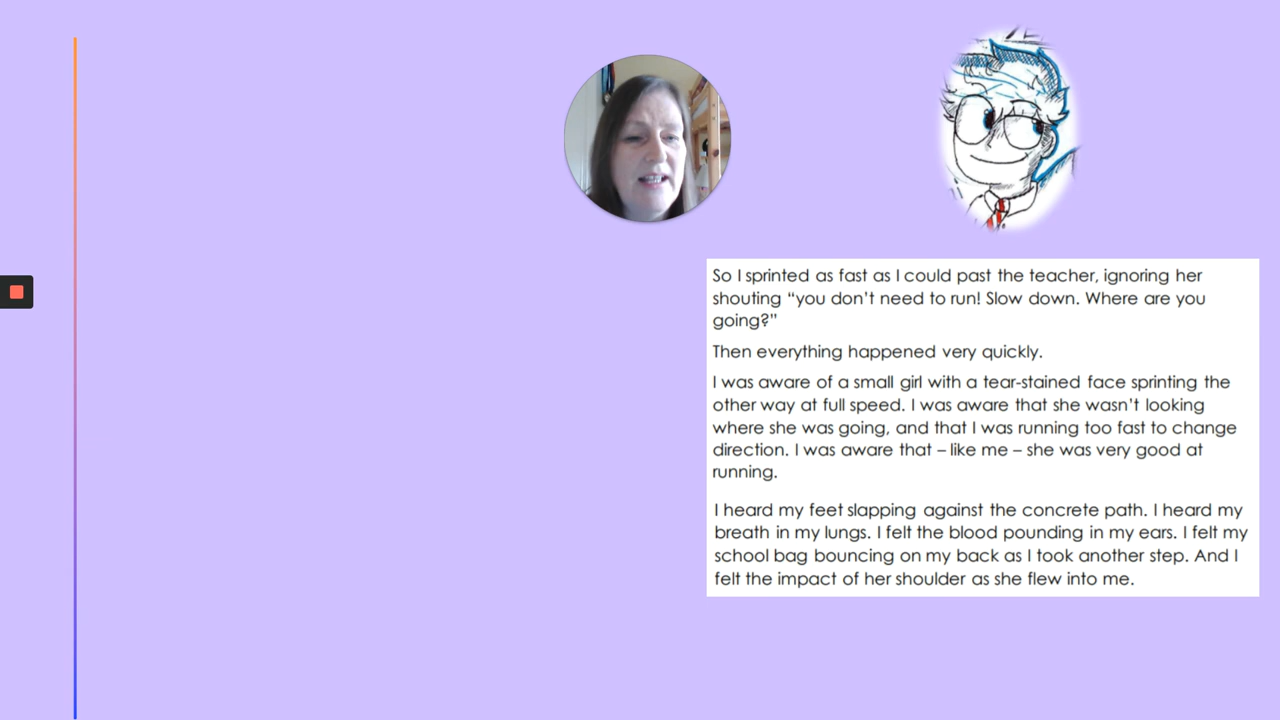 So I sprinted as fast as I could past the teacher, ignoring her
shouting “you don’t need to run! Slow down. Where are you
going?”
Then everything happened very quickly.
I was aware of a small girl with a tear-stained face sprinting the
other way at full speed. I was aware that she wasn’t looking
where she was going, and that I was running too fast to change
direction. I was aware that – like me – she was very good at
running.
I heard my feet slapping against the concrete path. I heard my
breath in my lungs. I felt the blood pounding in my ears. I felt my
school bag bouncing on my back as I took another step. And I
felt the impact of her shoulder as she flew into me.